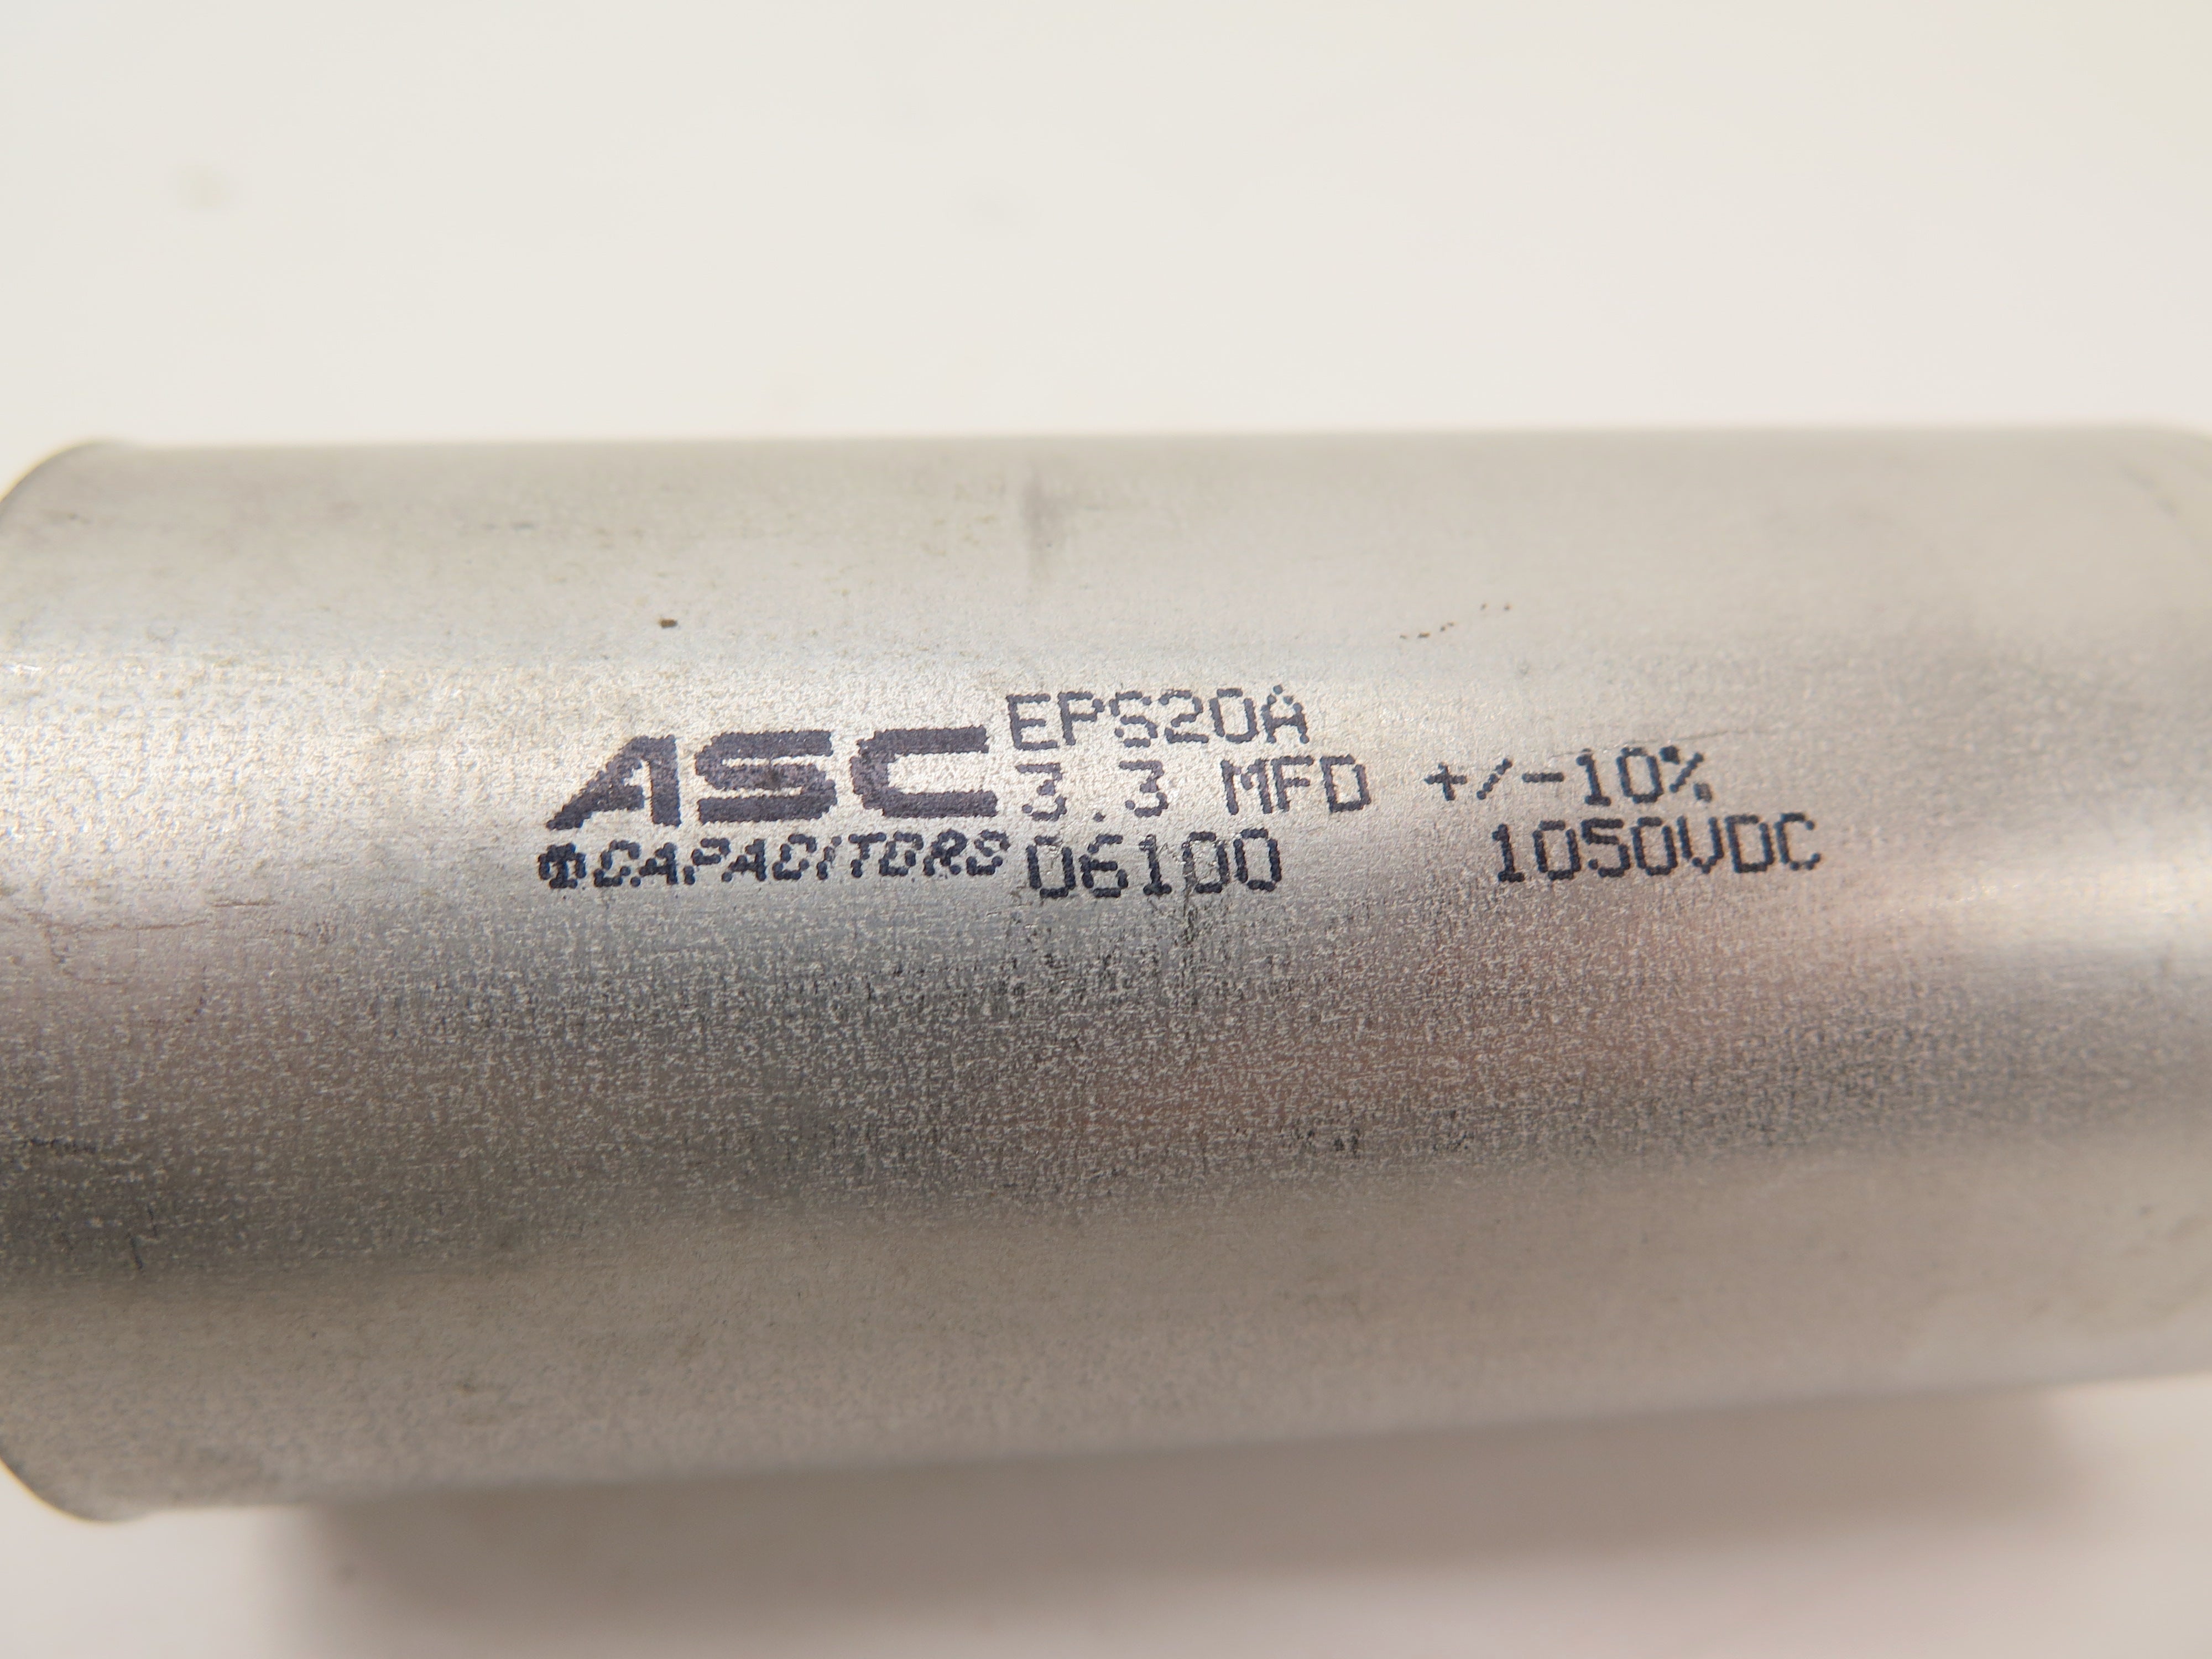 ASC
CAPACITORS
EPS20A
3.3 MFD +/-10%
06100 1050VDC